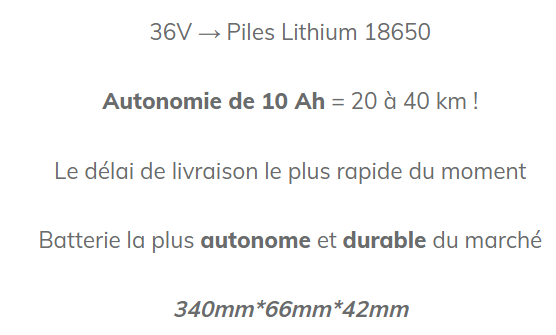 36V → Piles Lithium 18650
Autonomie de 10 Ah = 20 à 40 km !
Le délai de livraison le plus rapide du moment
Batterie la plus autonome et durable du marché
340mm*66mm*42mm